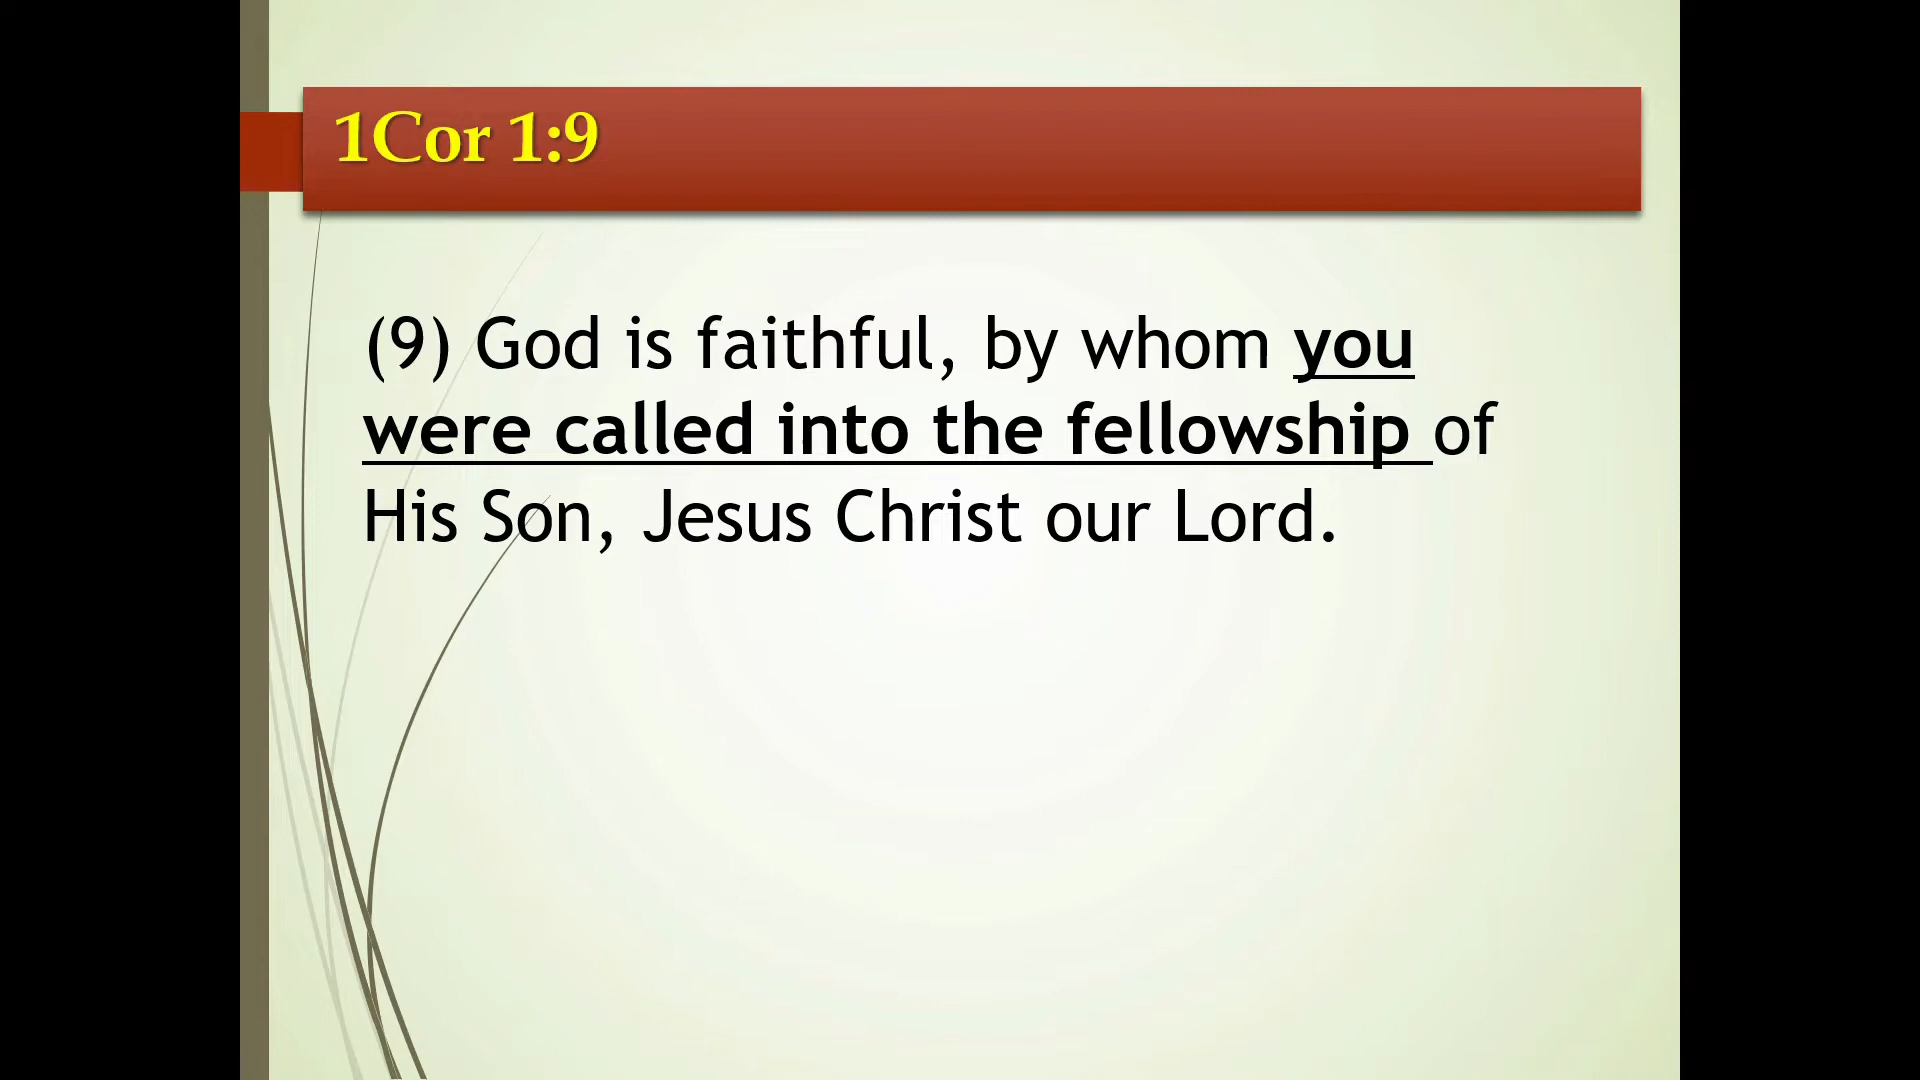 1Cor 1:9
(9) God is faithful, by whom you
were called into the fellowship of
His Son, Jesus Christ our Lord.